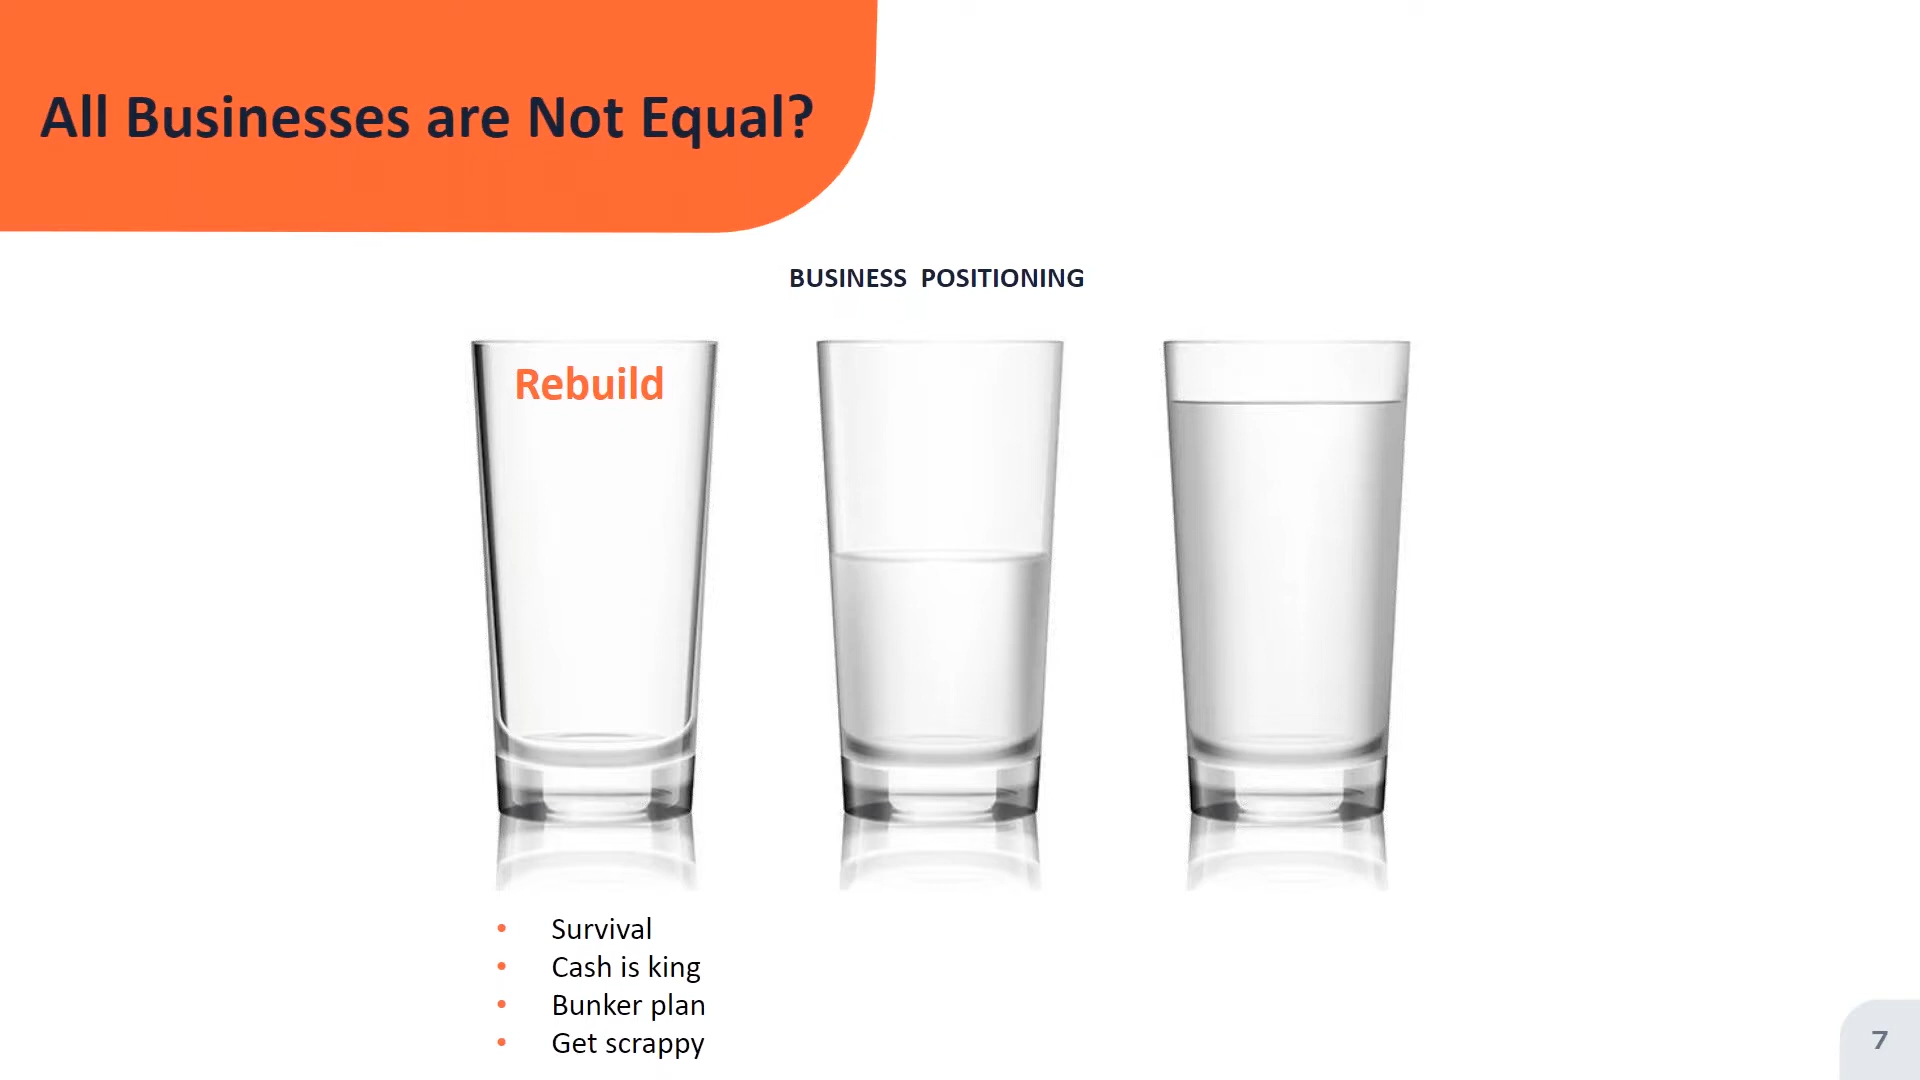 All Businesses are Not Equal?
BUSINESS POSITIONING
Rebuild
• Survival
• Cash is king
• Bunker plan
• Get scrappy
7